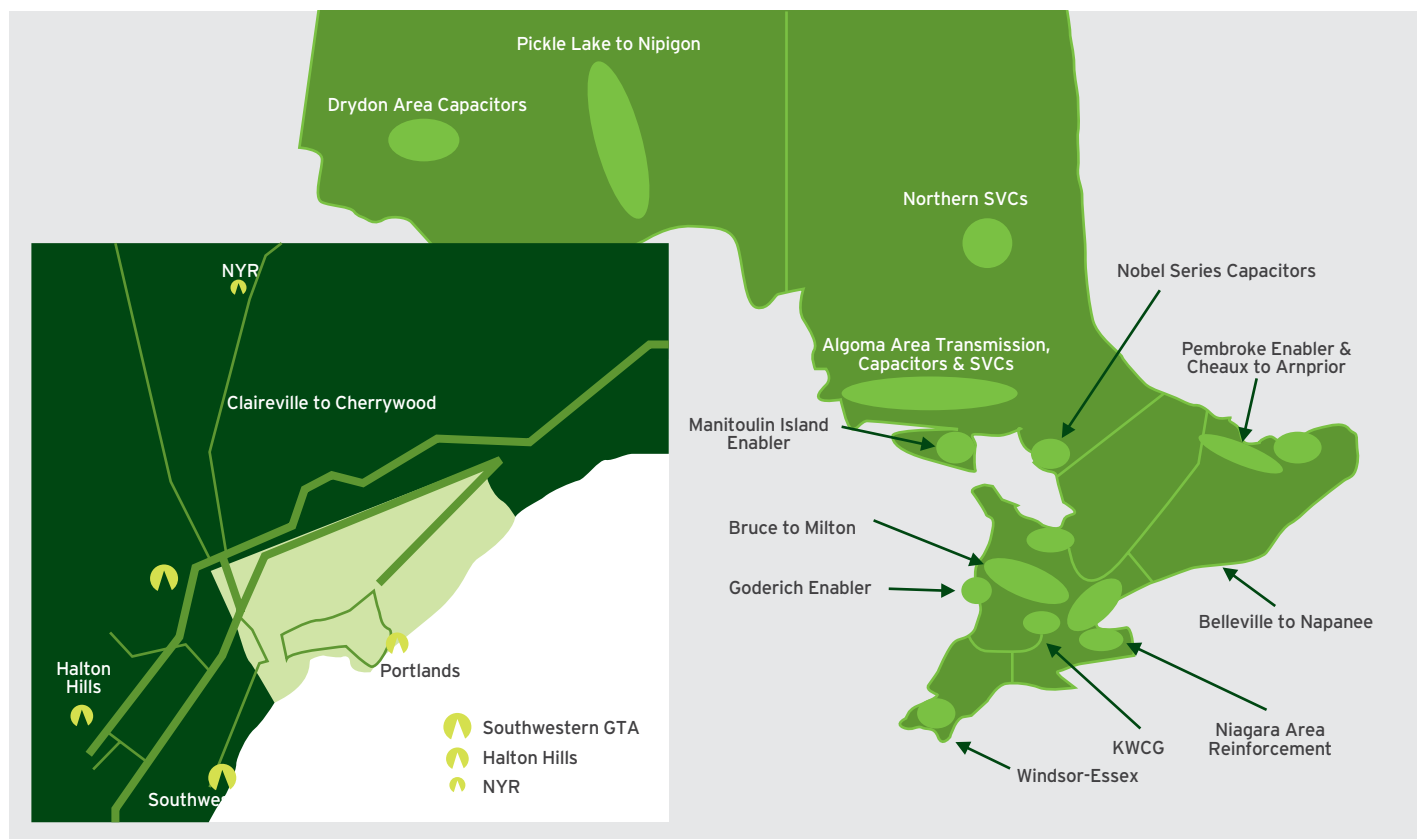 Pickle Lake to Nipigon
Drydon Area Capacitors
Northern SVCs
Nobel Series Capacitors
Algoma Area Transmission,
Capacitors & SVCs
Pembroke Enabler &
Cheaux to Arnprior
Manitoulin Island
Enabler
Bruce to Milton
Goderich Enabler
Belleville to Napanee
Niagara Area
Reinforcement
KWCG
Windsor-Essex
NYR
Claireville to Cherrywood
Halton
Hills
Portlands
Southwes
Southwestern GTA
Halton Hills
NYR